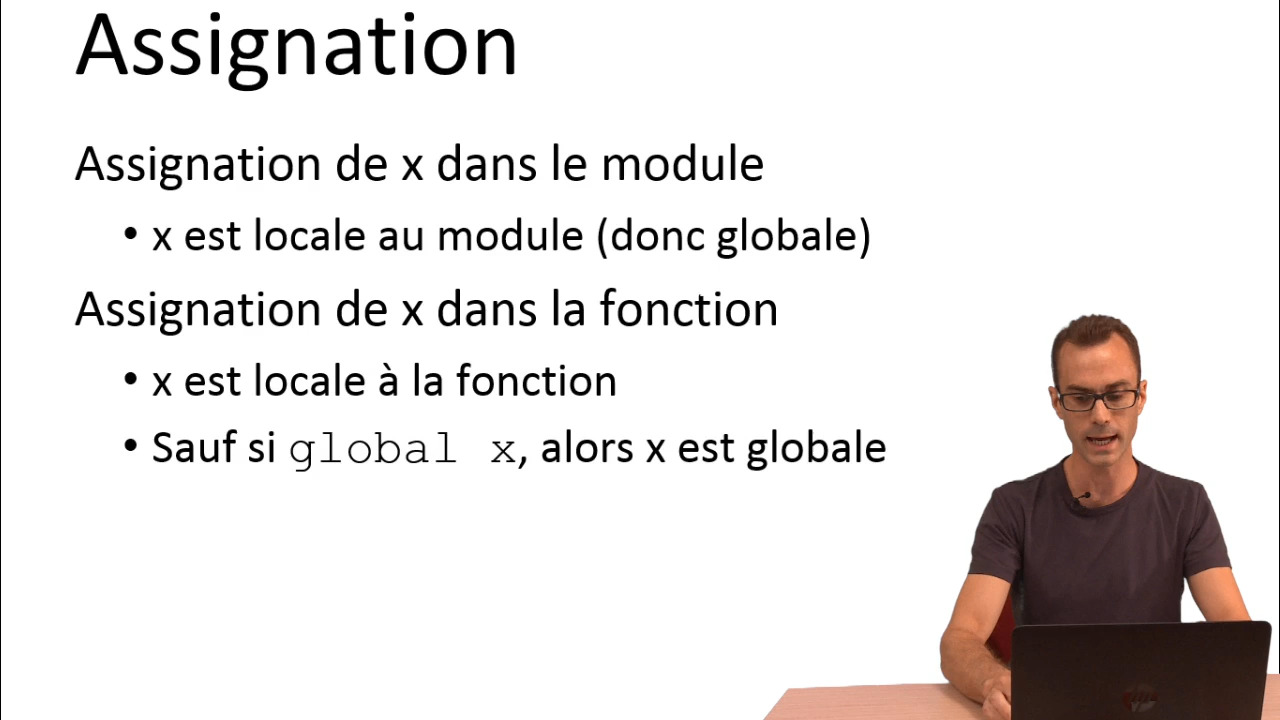 Assignation
Assignation de x dans le module
• x est locale au module (donc globale)
Assignation de x dans la fonction
• x est locale à la fonction
• Sauf si global x, alors x est globale